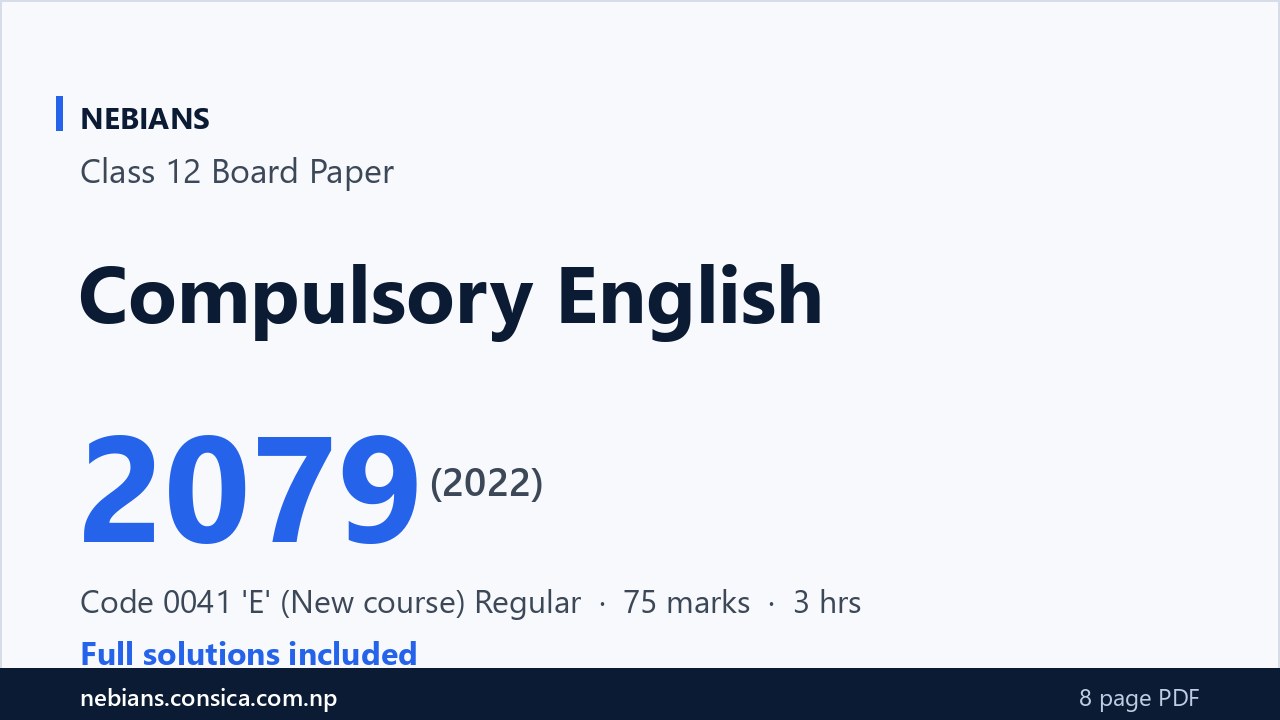 NEBIANS
Class 12 Board Paper
Compulsory English
2079 (2022)
Code 0041 'E' (New course) Regular · 75 marks · 3 hrs
Full solutions included
nebians.consica.com.np
8 page PDF